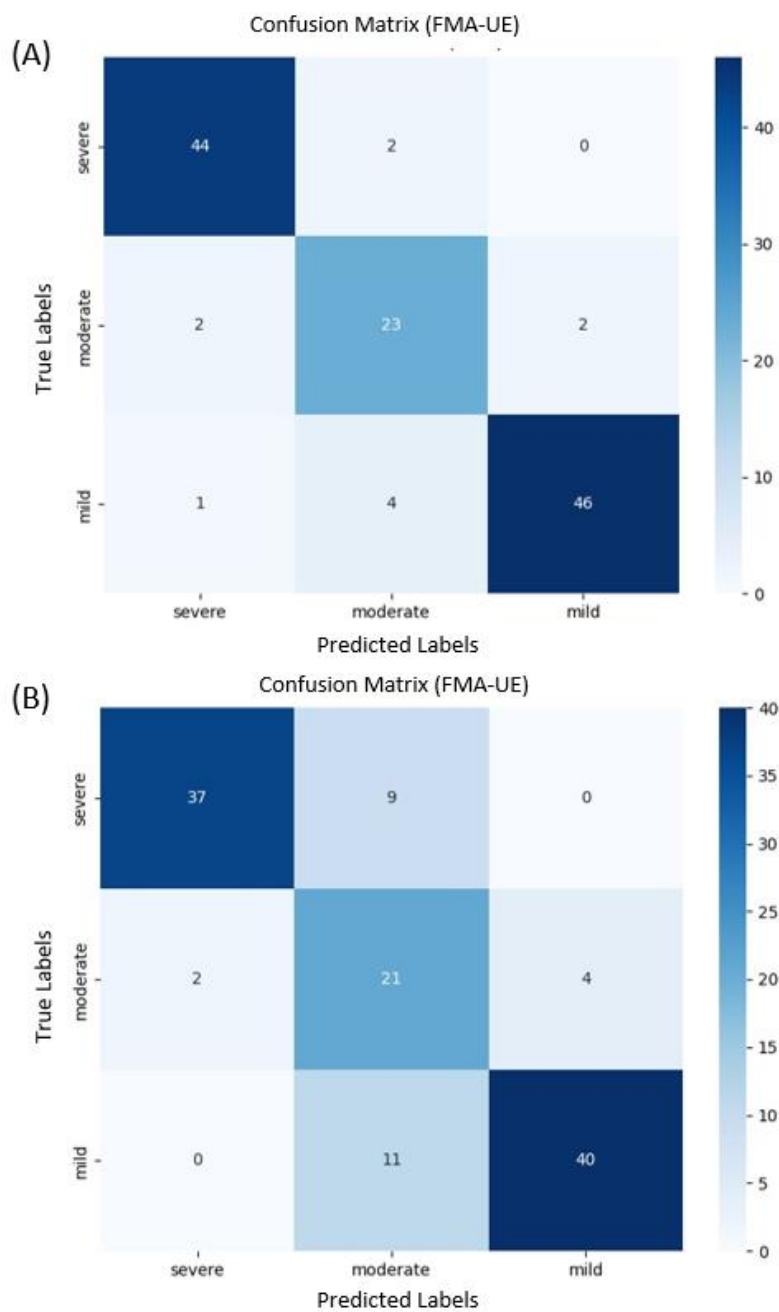 Confusion Matrix (FMA-UE)
(A)
severe
44
2
0
40
30
True Labels
moderate
2
23
2
20
mild
1
4
46
10
0
severe
moderate
mild
Predicted Labels
Confusion Matrix (FMA-UE)
(B)
40
severe
37
9
0
35
30
25
True Labels
moderate
2
21
4
20
15
mild
0
11
40
10
5
0
severe
moderate
mild
Predicted Labels